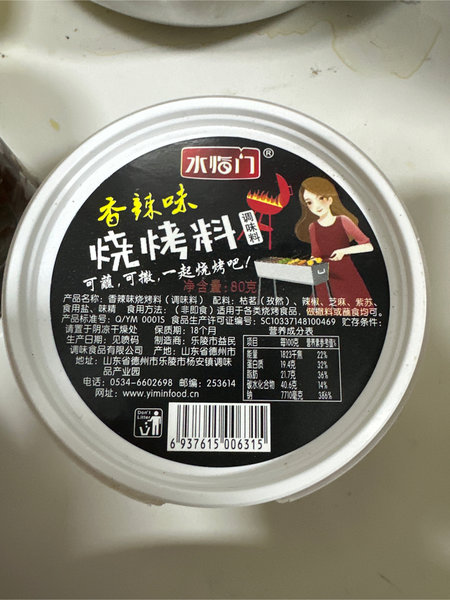 水临门®
香辣味
烧烤料
调味料
可蘸,可撒,一起烧烤吧!
净含量:80克
产品名称:香辣味烧烤料(调味料) 配料:枯茗(孜然)、辣椒、芝麻、紫苏、
食用盐、味精 食用方法:(非即食)适用于各类烧烤食品、做撒料或蘸食均可。
产品标准号:Q/YM 0001S 食品生产许可证编号:SC10337148100469 贮存条件:
请置于阴凉干燥处 保质期:18个月
生产日期:见喷码 制造商:乐陵市益民
调味食品有限公司 产地:山东省德州市
地址:山东省德州市乐陵市杨安镇调味
品产业园
电话:0534-6602698 邮编:253614
网址:www.yiminfood.cn
营养成分表
项目 每100克 营养素参考值%
能量 1823千焦 22%
蛋白质 19.4克 32%
脂肪 21.7克 36%
碳水化合物 40.6克 14%
钠 7710毫克 386%
Don't Litter
6 937615 006315